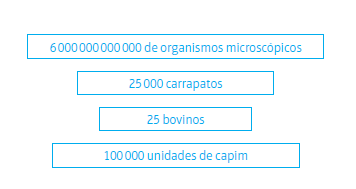 6 000 000 000 000 de organismos microscópicos
25 000 carrapatos
25 bovinos
100 000 unidades de capim